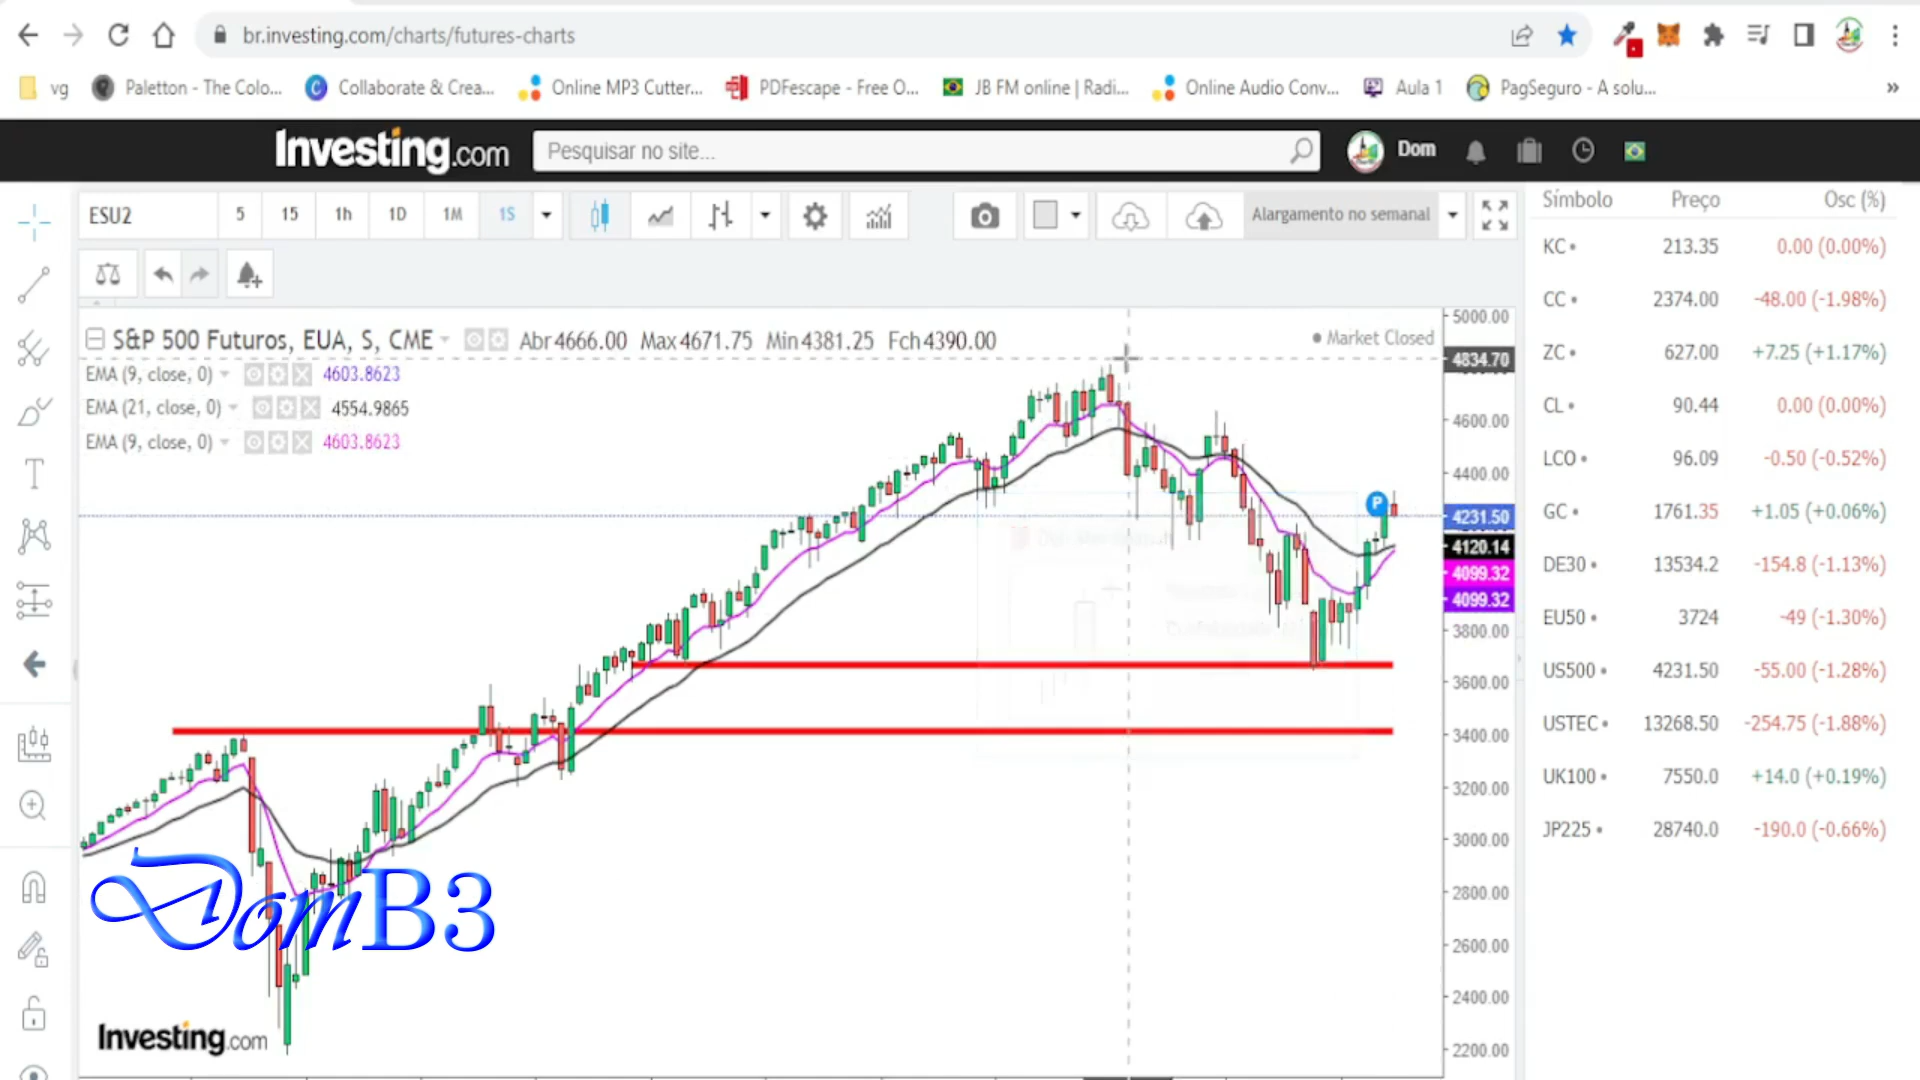 br.investing.com/charts/futures-charts
vg Paletton - The Colo... Collaborate & Crea... Online MP3 Cutter... PDFescape - Free O... JB FM online | Radi... Online Audio Conv... Aula 1 PagSeguro - A solu... »
Investing.com Pesquisar no site... Dom
ESU2 5 15 1h 1D 1M 1S Alargamento no semanal
Símbolo Preço Osc (%)
KC 213.35 0.00 (0.00%)
CC 2374.00 -48.00 (-1.98%)
ZC 627.00 +7.25 (+1.17%)
CL 90.44 0.00 (0.00%)
LCO 96.09 -0.50 (-0.52%)
GC 1761.35 +1.05 (+0.06%)
DE30 13534.2 -154.8 (-1.13%)
EU50 3724 -49 (-1.30%)
US500 4231.50 -55.00 (-1.28%)
USTEC 13268.50 -254.75 (-1.88%)
UK100 7550.0 +14.0 (+0.19%)
JP225 28740.0 -190.0 (-0.66%)
S&P 500 Futuros, EUA, S, CME Abr4666.00 Max4671.75 Min4381.25 Fch4390.00 Market Closed
EMA (9, close, 0) 4603.8623
EMA (21, close, 0) 4554.9865
EMA (9, close, 0) 4603.8623
5000.00
4834.70
4600.00
4400.00
P
4231.50
4120.14
4099.32
4099.32
3800.00
3600.00
3400.00
3200.00
3000.00
2800.00
2600.00
2400.00
2200.00
DomB3
Investing.com